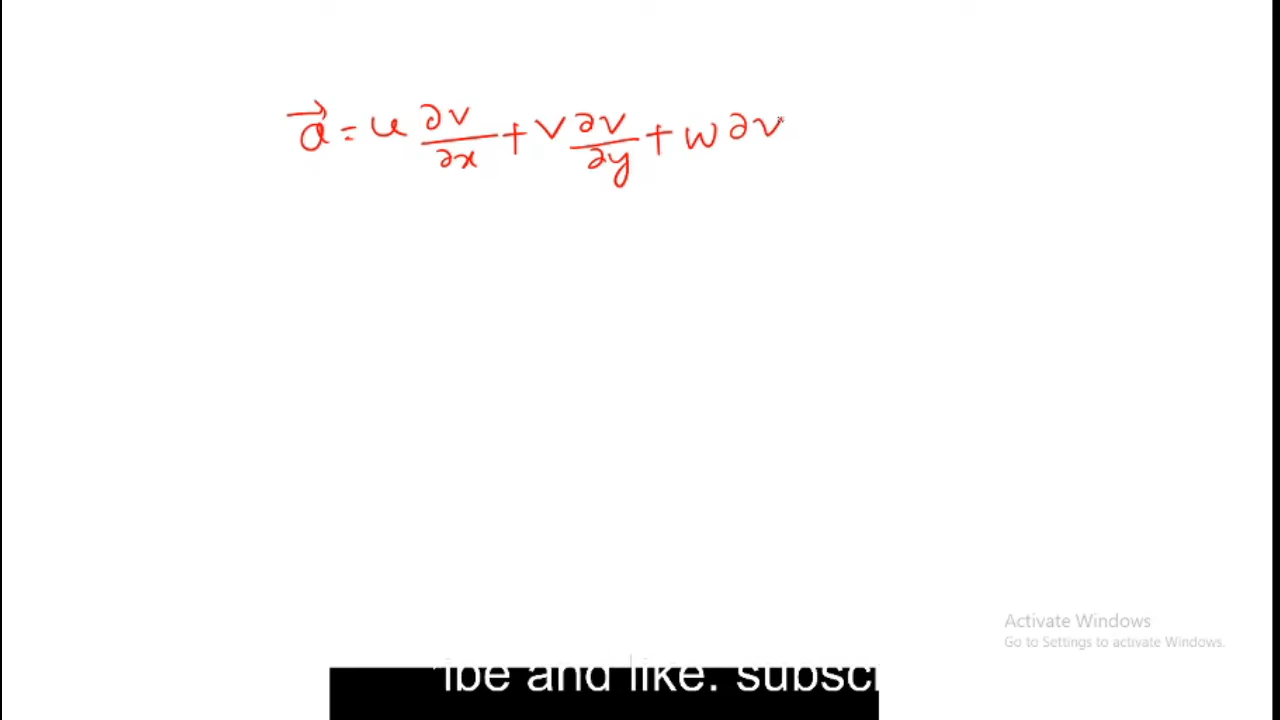 a⃗ = u ∂v/∂x + v ∂v/∂y + w ∂v
Activate Windows
Go to Settings to activate Windows.
ibe and like. subsc